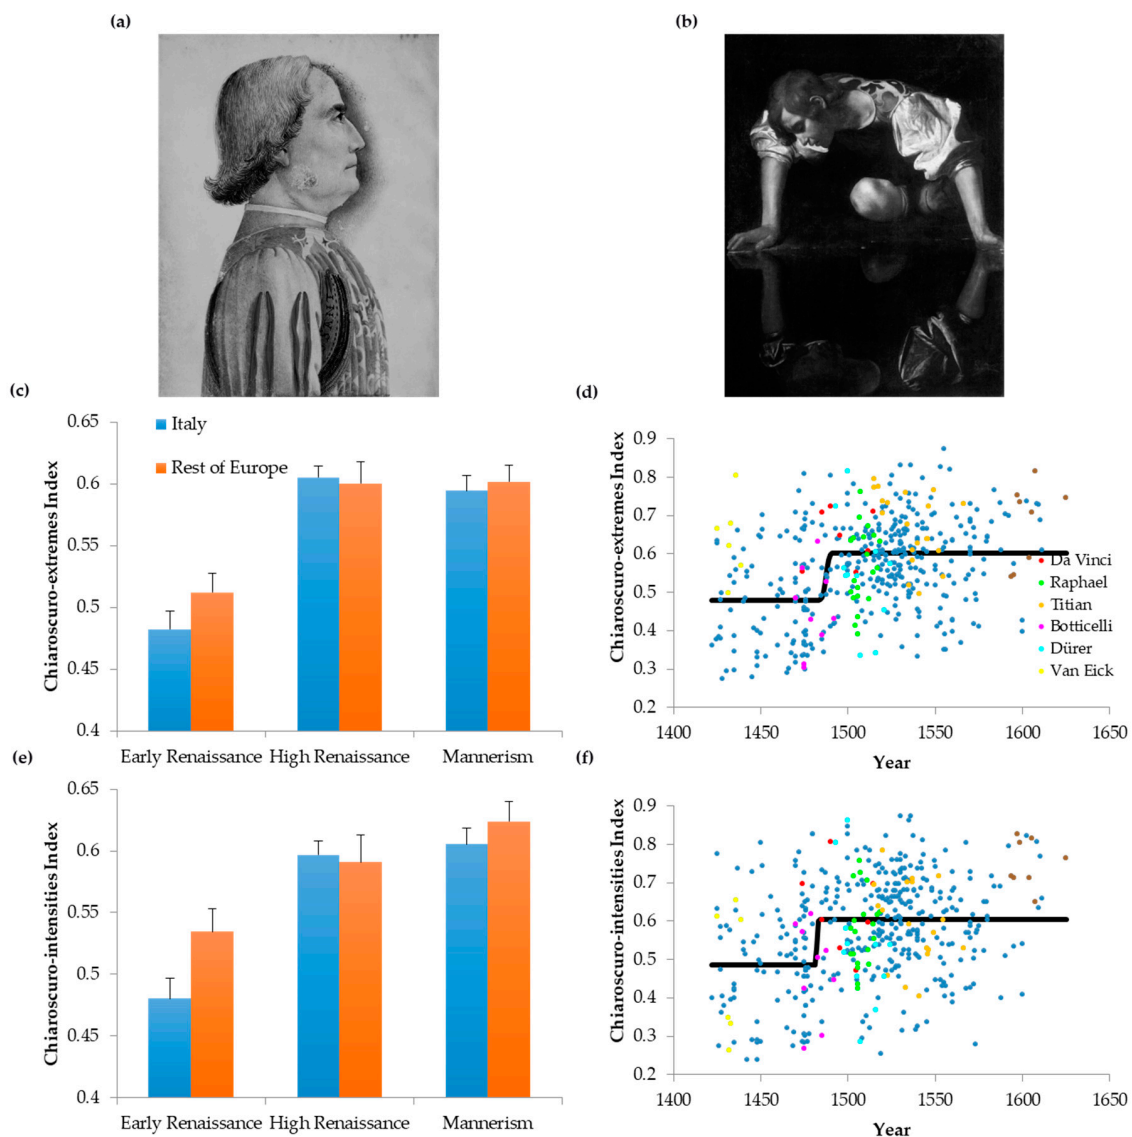 (a)
(b)
(c)
0.65
0.6
0.55
0.5
0.45
0.4
Chiaroscuro-extremes Index
Italy
Rest of Europe
Early Renaissance High Renaissance Mannerism
(d)
0.9
0.8
0.7
0.6
0.5
0.4
0.3
0.2
Chiaroscuro-extremes Index
Da Vinci
Raphael
Titian
Botticelli
Dürer
Van Eick
1400 1450 1500 1550 1600 1650
Year
(e)
0.65
0.6
0.55
0.5
0.45
0.4
Chiaroscuro-intensities Index
Early Renaissance High Renaissance Mannerism
(f)
0.9
0.8
0.7
0.6
0.5
0.4
0.3
0.2
Chiaroscuro-intensities Index
1400 1450 1500 1550 1600 1650
Year